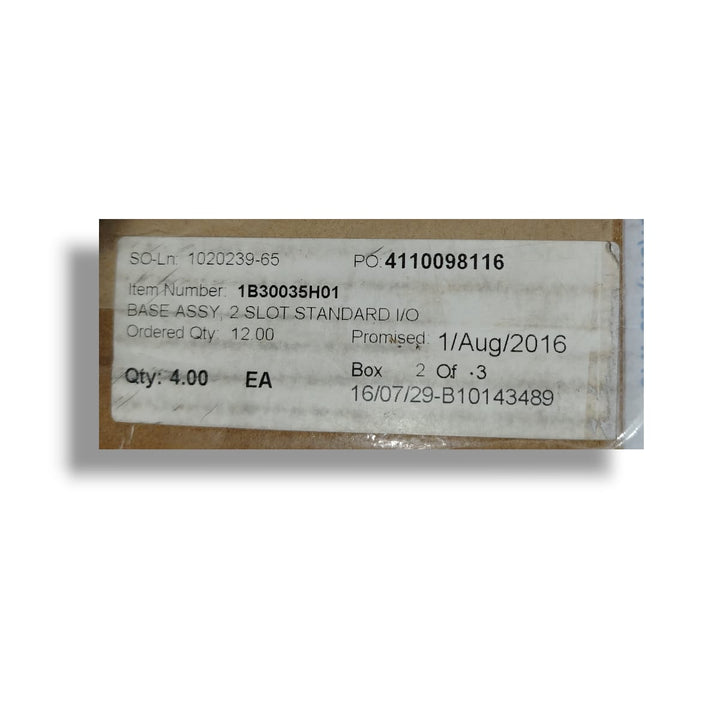 SO-Ln: 1020239-65 PO: 4110098116
Item Number: 1B30035H01
BASE ASSY, 2 SLOT STANDARD I/O
Ordered Qty: 12.00 Promised: 1/Aug/2016
Qty: 4.00 EA Box 2 Of 3
16/07/29-B10143489